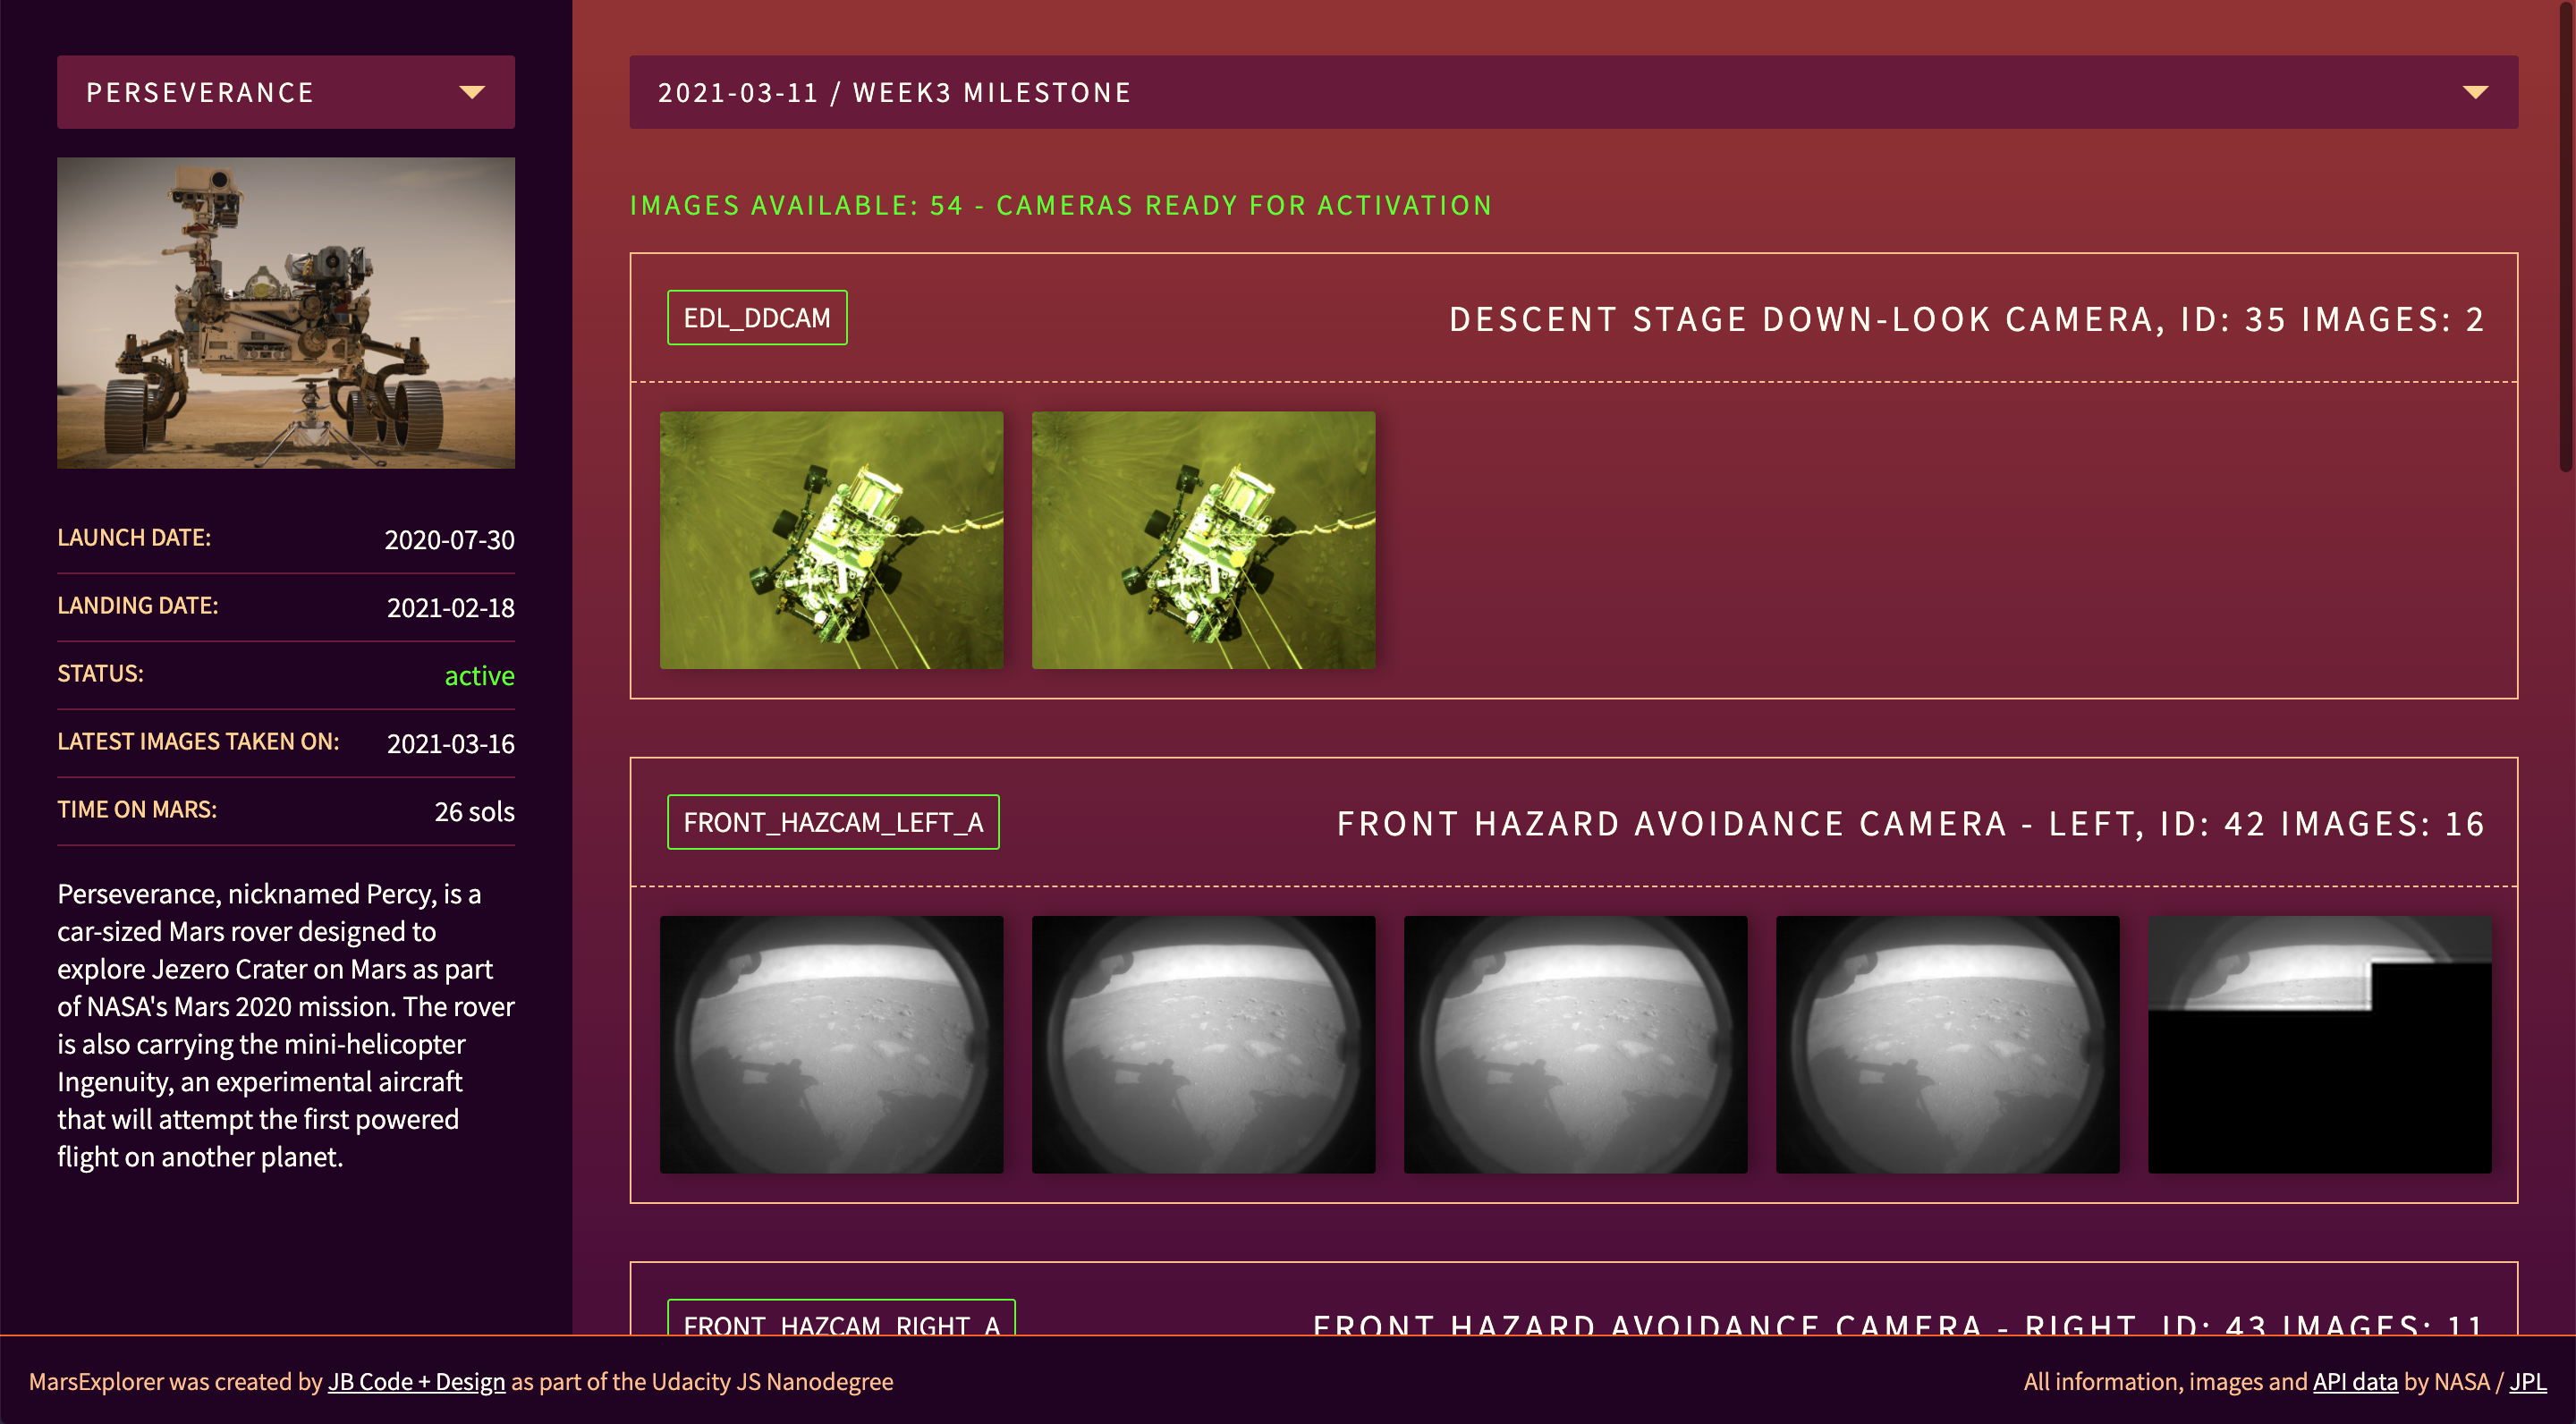 PERSEVERANCE
LAUNCH DATE: 2020-07-30
LANDING DATE: 2021-02-18
STATUS: active
LATEST IMAGES TAKEN ON: 2021-03-16
TIME ON MARS: 26 sols
Perseverance, nicknamed Percy, is a
car-sized Mars rover designed to
explore Jezero Crater on Mars as part
of NASA's Mars 2020 mission. The rover
is also carrying the mini-helicopter
Ingenuity, an experimental aircraft
that will attempt the first powered
flight on another planet.
2021-03-11 / WEEK3 MILESTONE
IMAGES AVAILABLE: 54 - CAMERAS READY FOR ACTIVATION
EDL_DDCAM
DESCENT STAGE DOWN-LOOK CAMERA, ID: 35 IMAGES: 2
FRONT_HAZCAM_LEFT_A
FRONT HAZARD AVOIDANCE CAMERA - LEFT, ID: 42 IMAGES: 16
FRONT_HAZCAM_RIGHT_A
FRONT HAZARD AVOIDANCE CAMERA - RIGHT, ID: 43 IMAGES: 11
MarsExplorer was created by JB Code + Design as part of the Udacity JS Nanodegree
All information, images and API data by NASA / JPL